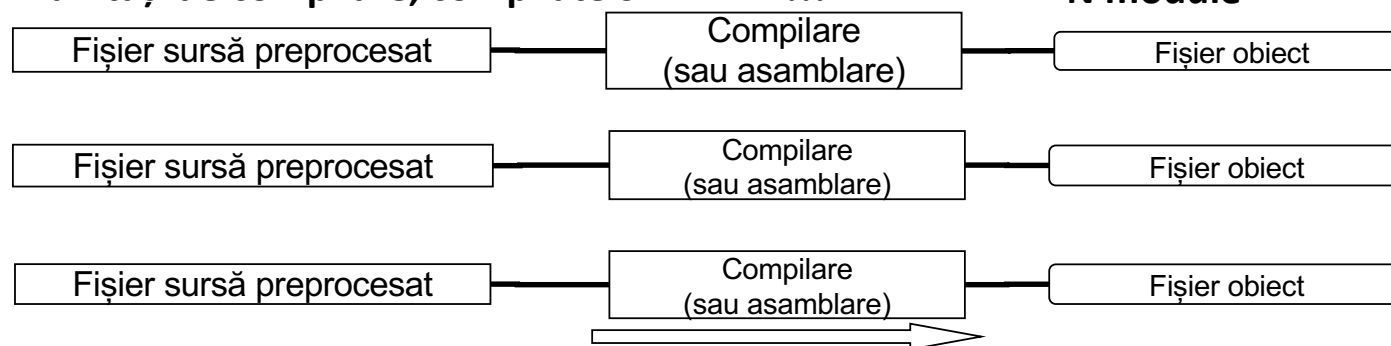 Fișier sursă preprocesat
Compilare
(sau asamblare)
Fișier obiect
Fișier sursă preprocesat
Compilare
(sau asamblare)
Fișier obiect
Fișier sursă preprocesat
Compilare
(sau asamblare)
Fișier obiect